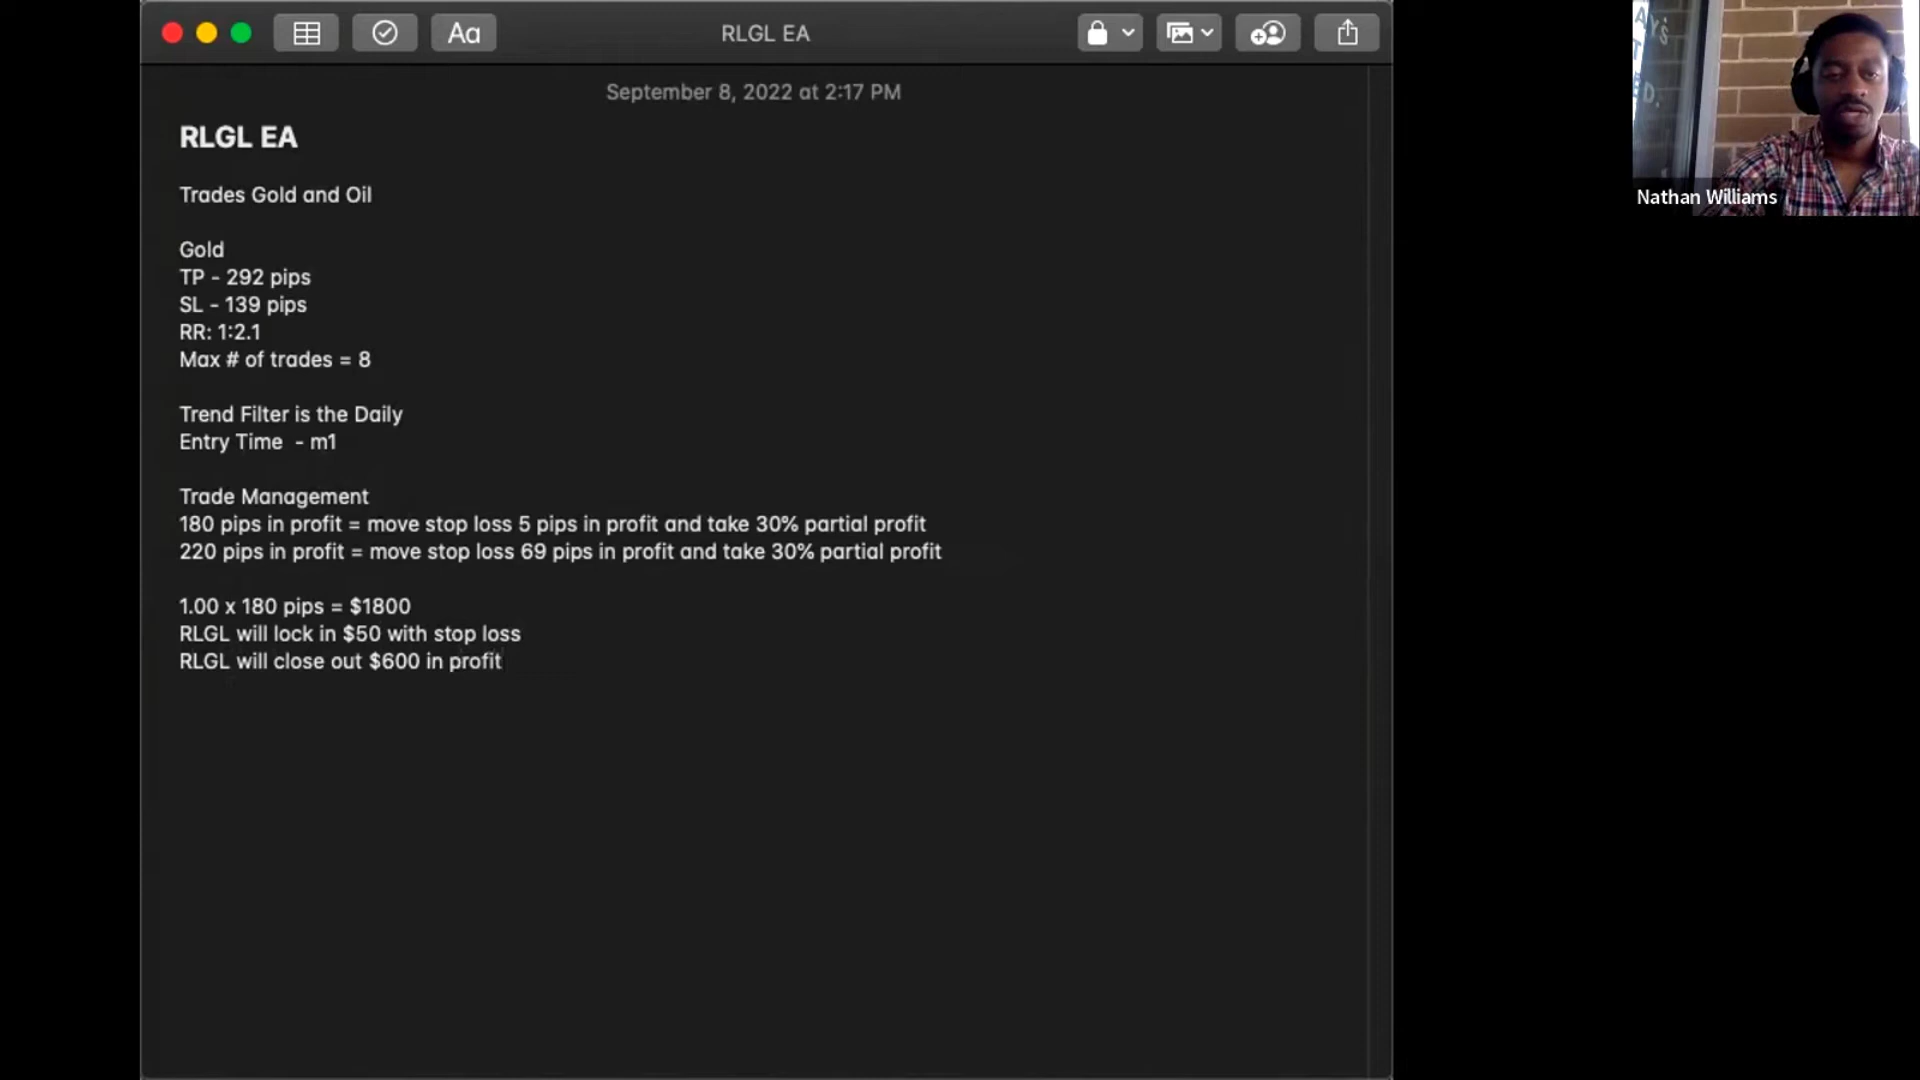 Aa
RLGL EA
September 8, 2022 at 2:17 PM
RLGL EA
Trades Gold and Oil
Gold
TP - 292 pips
SL - 139 pips
RR: 1:2.1
Max # of trades = 8
Trend Filter is the Daily
Entry Time  - m1
Trade Management
180 pips in profit = move stop loss 5 pips in profit and take 30% partial profit
220 pips in profit = move stop loss 69 pips in profit and take 30% partial profit
1.00 x 180 pips = $1800
RLGL will lock in $50 with stop loss
RLGL will close out $600 in profit
Nathan Williams